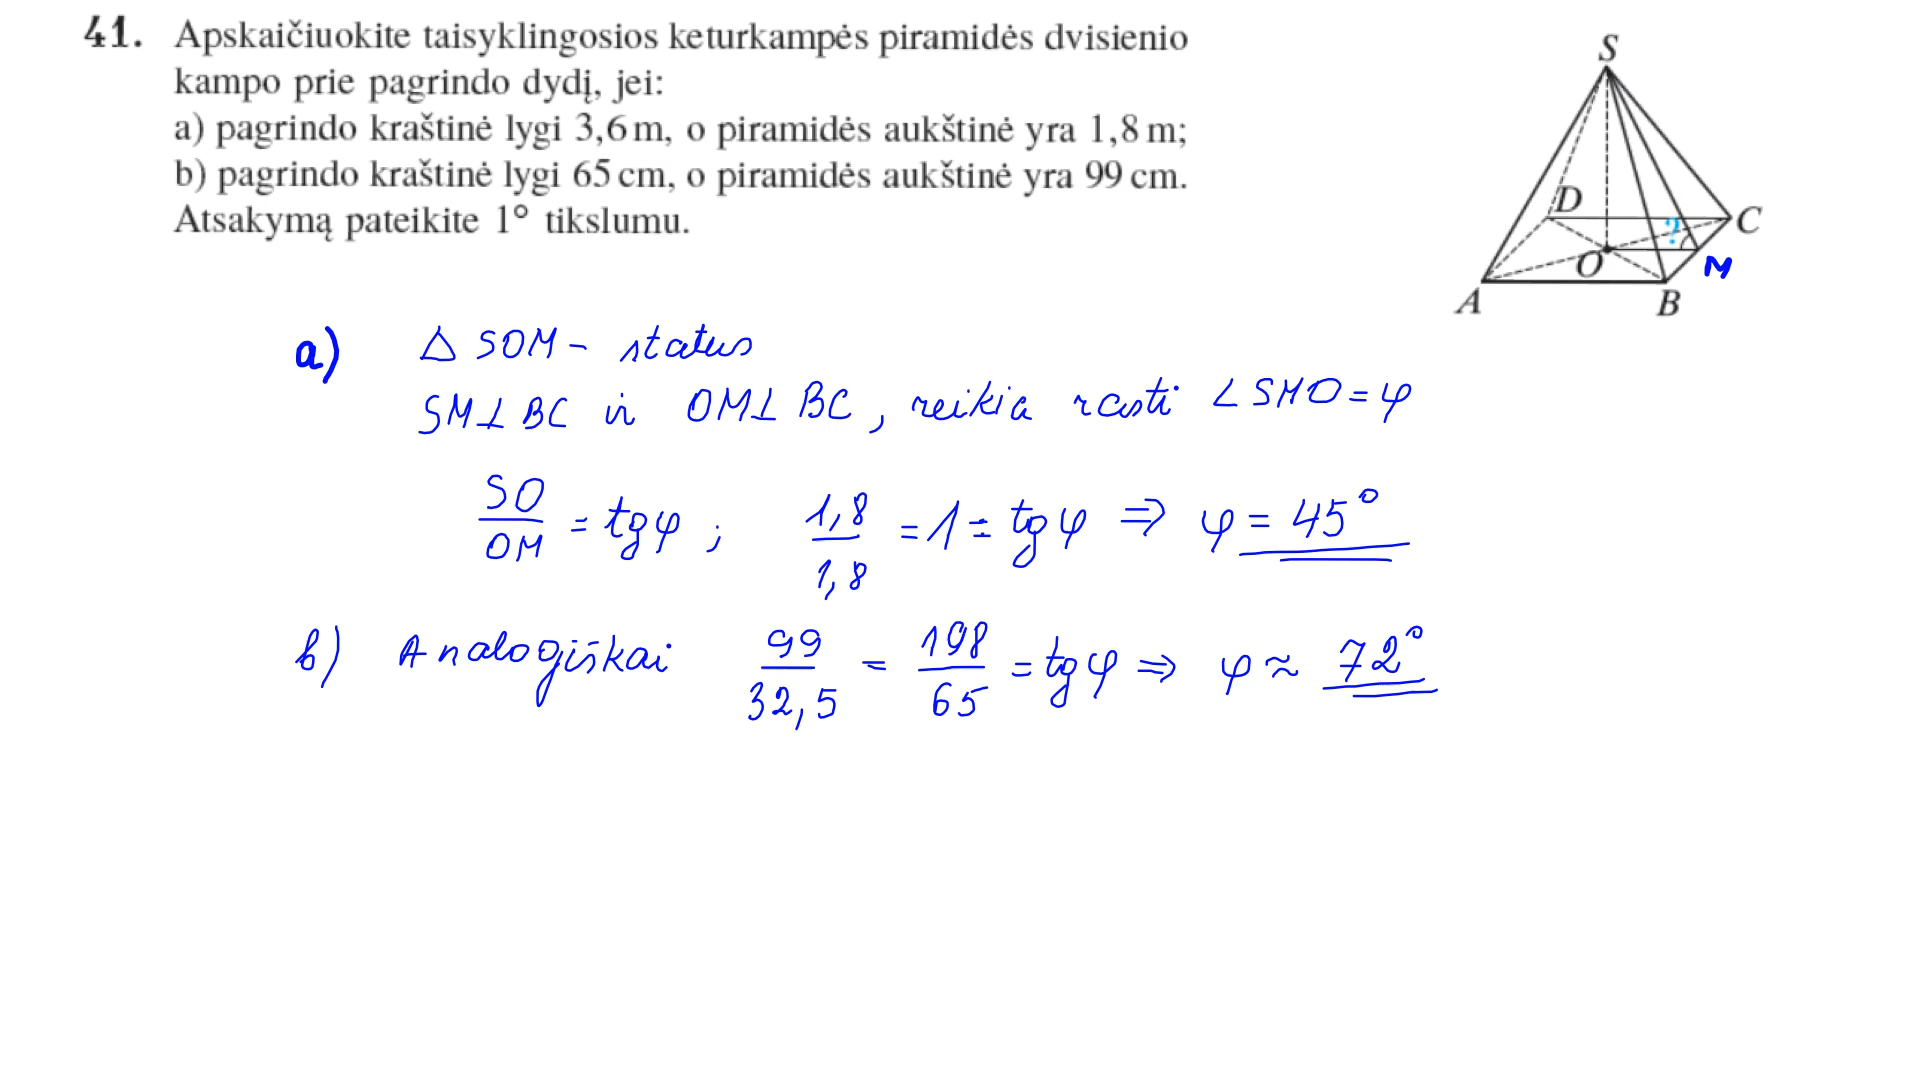 41. Apskaičiuokite taisyklingosios keturkampės piramidės dvisienio
kampo prie pagrindo dydį, jei:
a) pagrindo kraštinė lygi 3,6 m, o piramidės aukštinė yra 1,8 m;
b) pagrindo kraštinė lygi 65 cm, o piramidės aukštinė yra 99 cm.
Atsakymą pateikite 1° tikslumu.
S
D
C
?
O
M
A
B
a) △ SOM – status
SM⊥BC ir OM⊥BC, reikia rasti ∠SMO = φ
SO/OM = tg φ ; 1,8/1,8 = 1 = tg φ ⇒ φ = 45°
b) Analogiškai 99/32,5 = 198/65 = tg φ ⇒ φ ≈ 72°